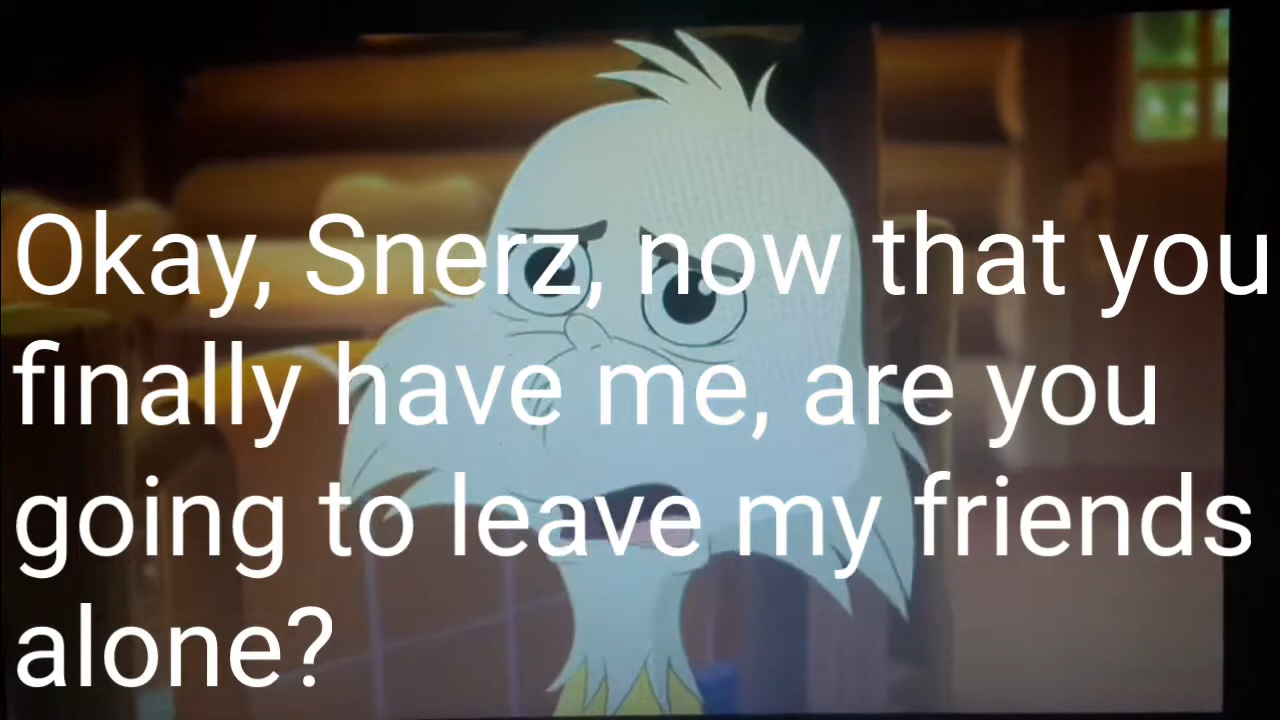 Okay, Snerz, now that you
finally have me, are you
going to leave my friends
alone?